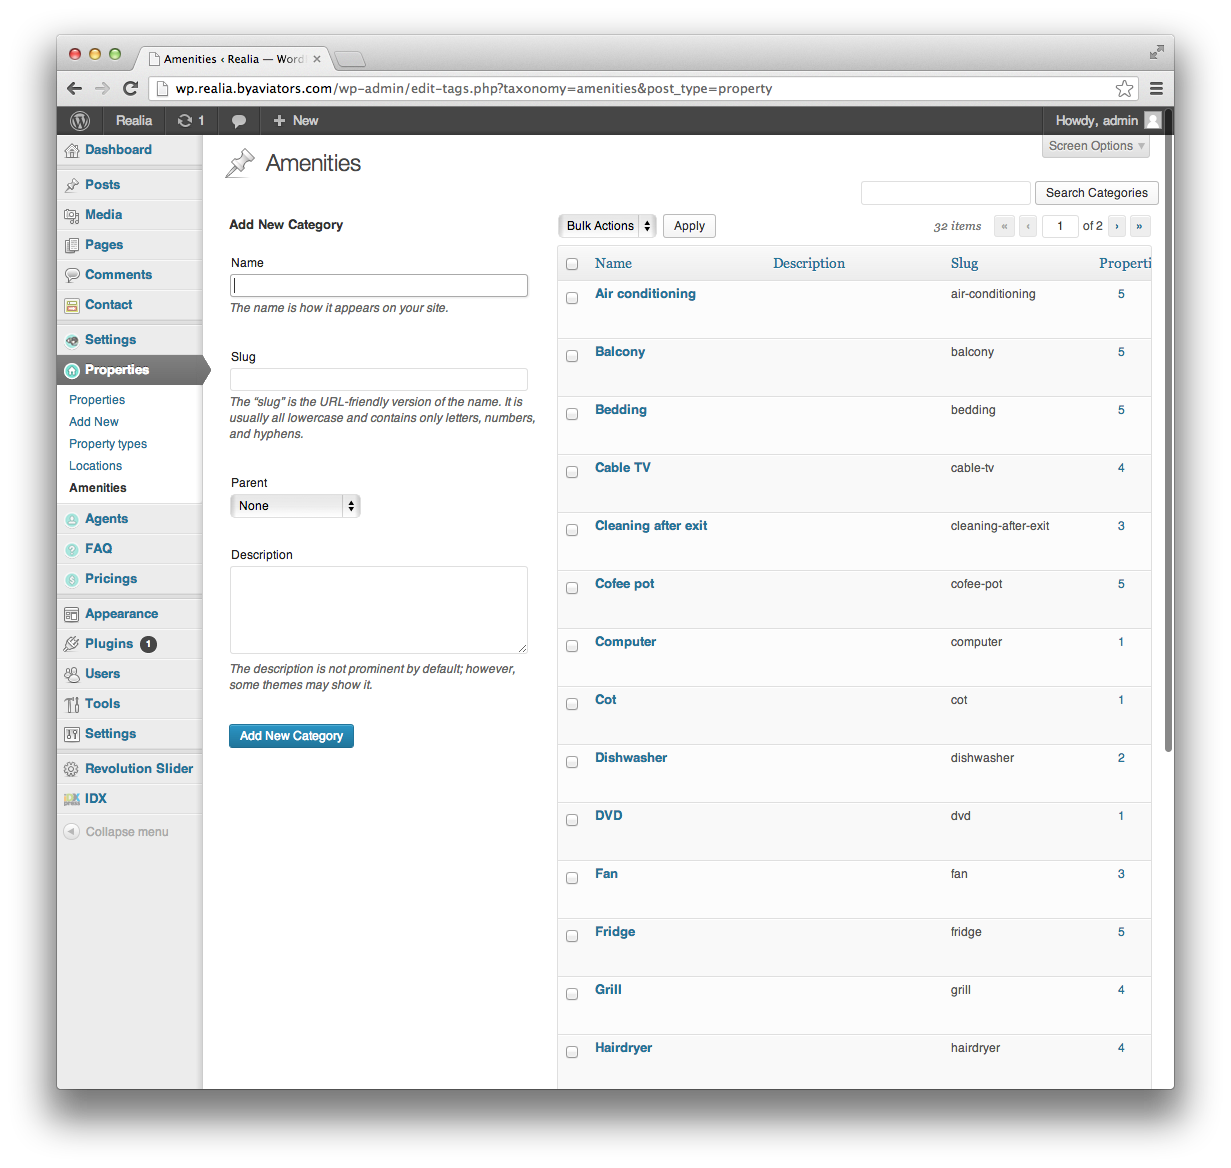 Amenities ‹ Realia — Word
wp.realia.byaviators.com/wp-admin/edit-tags.php?taxonomy=amenities&post_type=property
Realia 1 + New Howdy, admin
Screen Options
Dashboard
Posts
Media
Pages
Comments
Contact
Settings
Properties
Properties
Add New
Property types
Locations
Amenities
Agents
FAQ
Pricings
Appearance
Plugins 1
Users
Tools
Settings
Revolution Slider
IDX
Collapse menu
Amenities
Search Categories
Add New Category
Name
The name is how it appears on your site.
Slug
The “slug” is the URL-friendly version of the name. It is
usually all lowercase and contains only letters, numbers,
and hyphens.
Parent
None
Description
The description is not prominent by default; however,
some themes may show it.
Add New Category
Bulk Actions Apply 32 items « ‹ 1 of 2 › »
Name Description Slug Properti
Air conditioning air-conditioning 5
Balcony balcony 5
Bedding bedding 5
Cable TV cable-tv 4
Cleaning after exit cleaning-after-exit 3
Cofee pot cofee-pot 5
Computer computer 1
Cot cot 1
Dishwasher dishwasher 2
DVD dvd 1
Fan fan 3
Fridge fridge 5
Grill grill 4
Hairdryer hairdryer 4